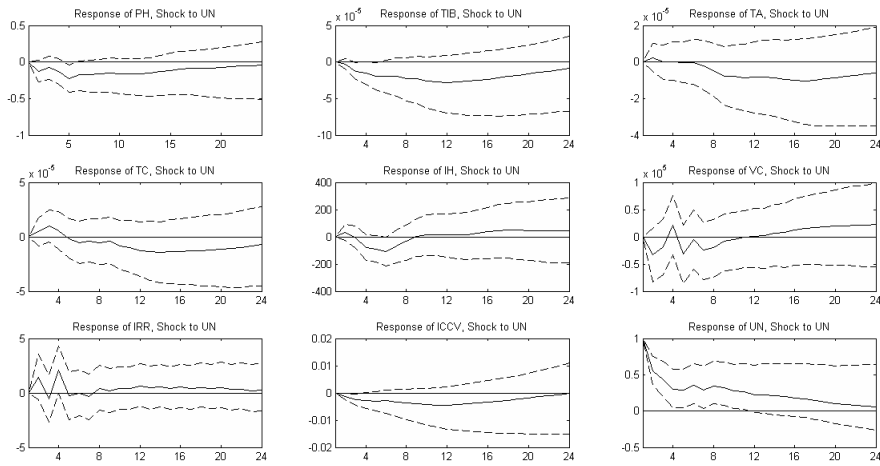 Response of PH, Shock to UN
0.5
0
-0.5
-1
5 10 15 20
Response of TIB, Shock to UN
x 10⁻⁵
5
0
-5
-10
4 8 12 16 20 24
Response of TA, Shock to UN
x 10⁻⁵
2
0
-2
-4
4 8 12 16 20 24
Response of TC, Shock to UN
x 10⁻⁵
5
0
-5
4 8 12 16 20 24
Response of IH, Shock to UN
400
200
0
-200
-400
4 8 12 16 20 24
Response of VC, Shock to UN
x 10⁵
1
0.5
0
-0.5
-1
4 8 12 16 20 24
Response of IRR, Shock to UN
5
0
-5
4 8 12 16 20 24
Response of ICCV, Shock to UN
0.02
0.01
0
-0.01
-0.02
4 8 12 16 20 24
Response of UN, Shock to UN
1
0.5
0
-0.5
4 8 12 16 20 24